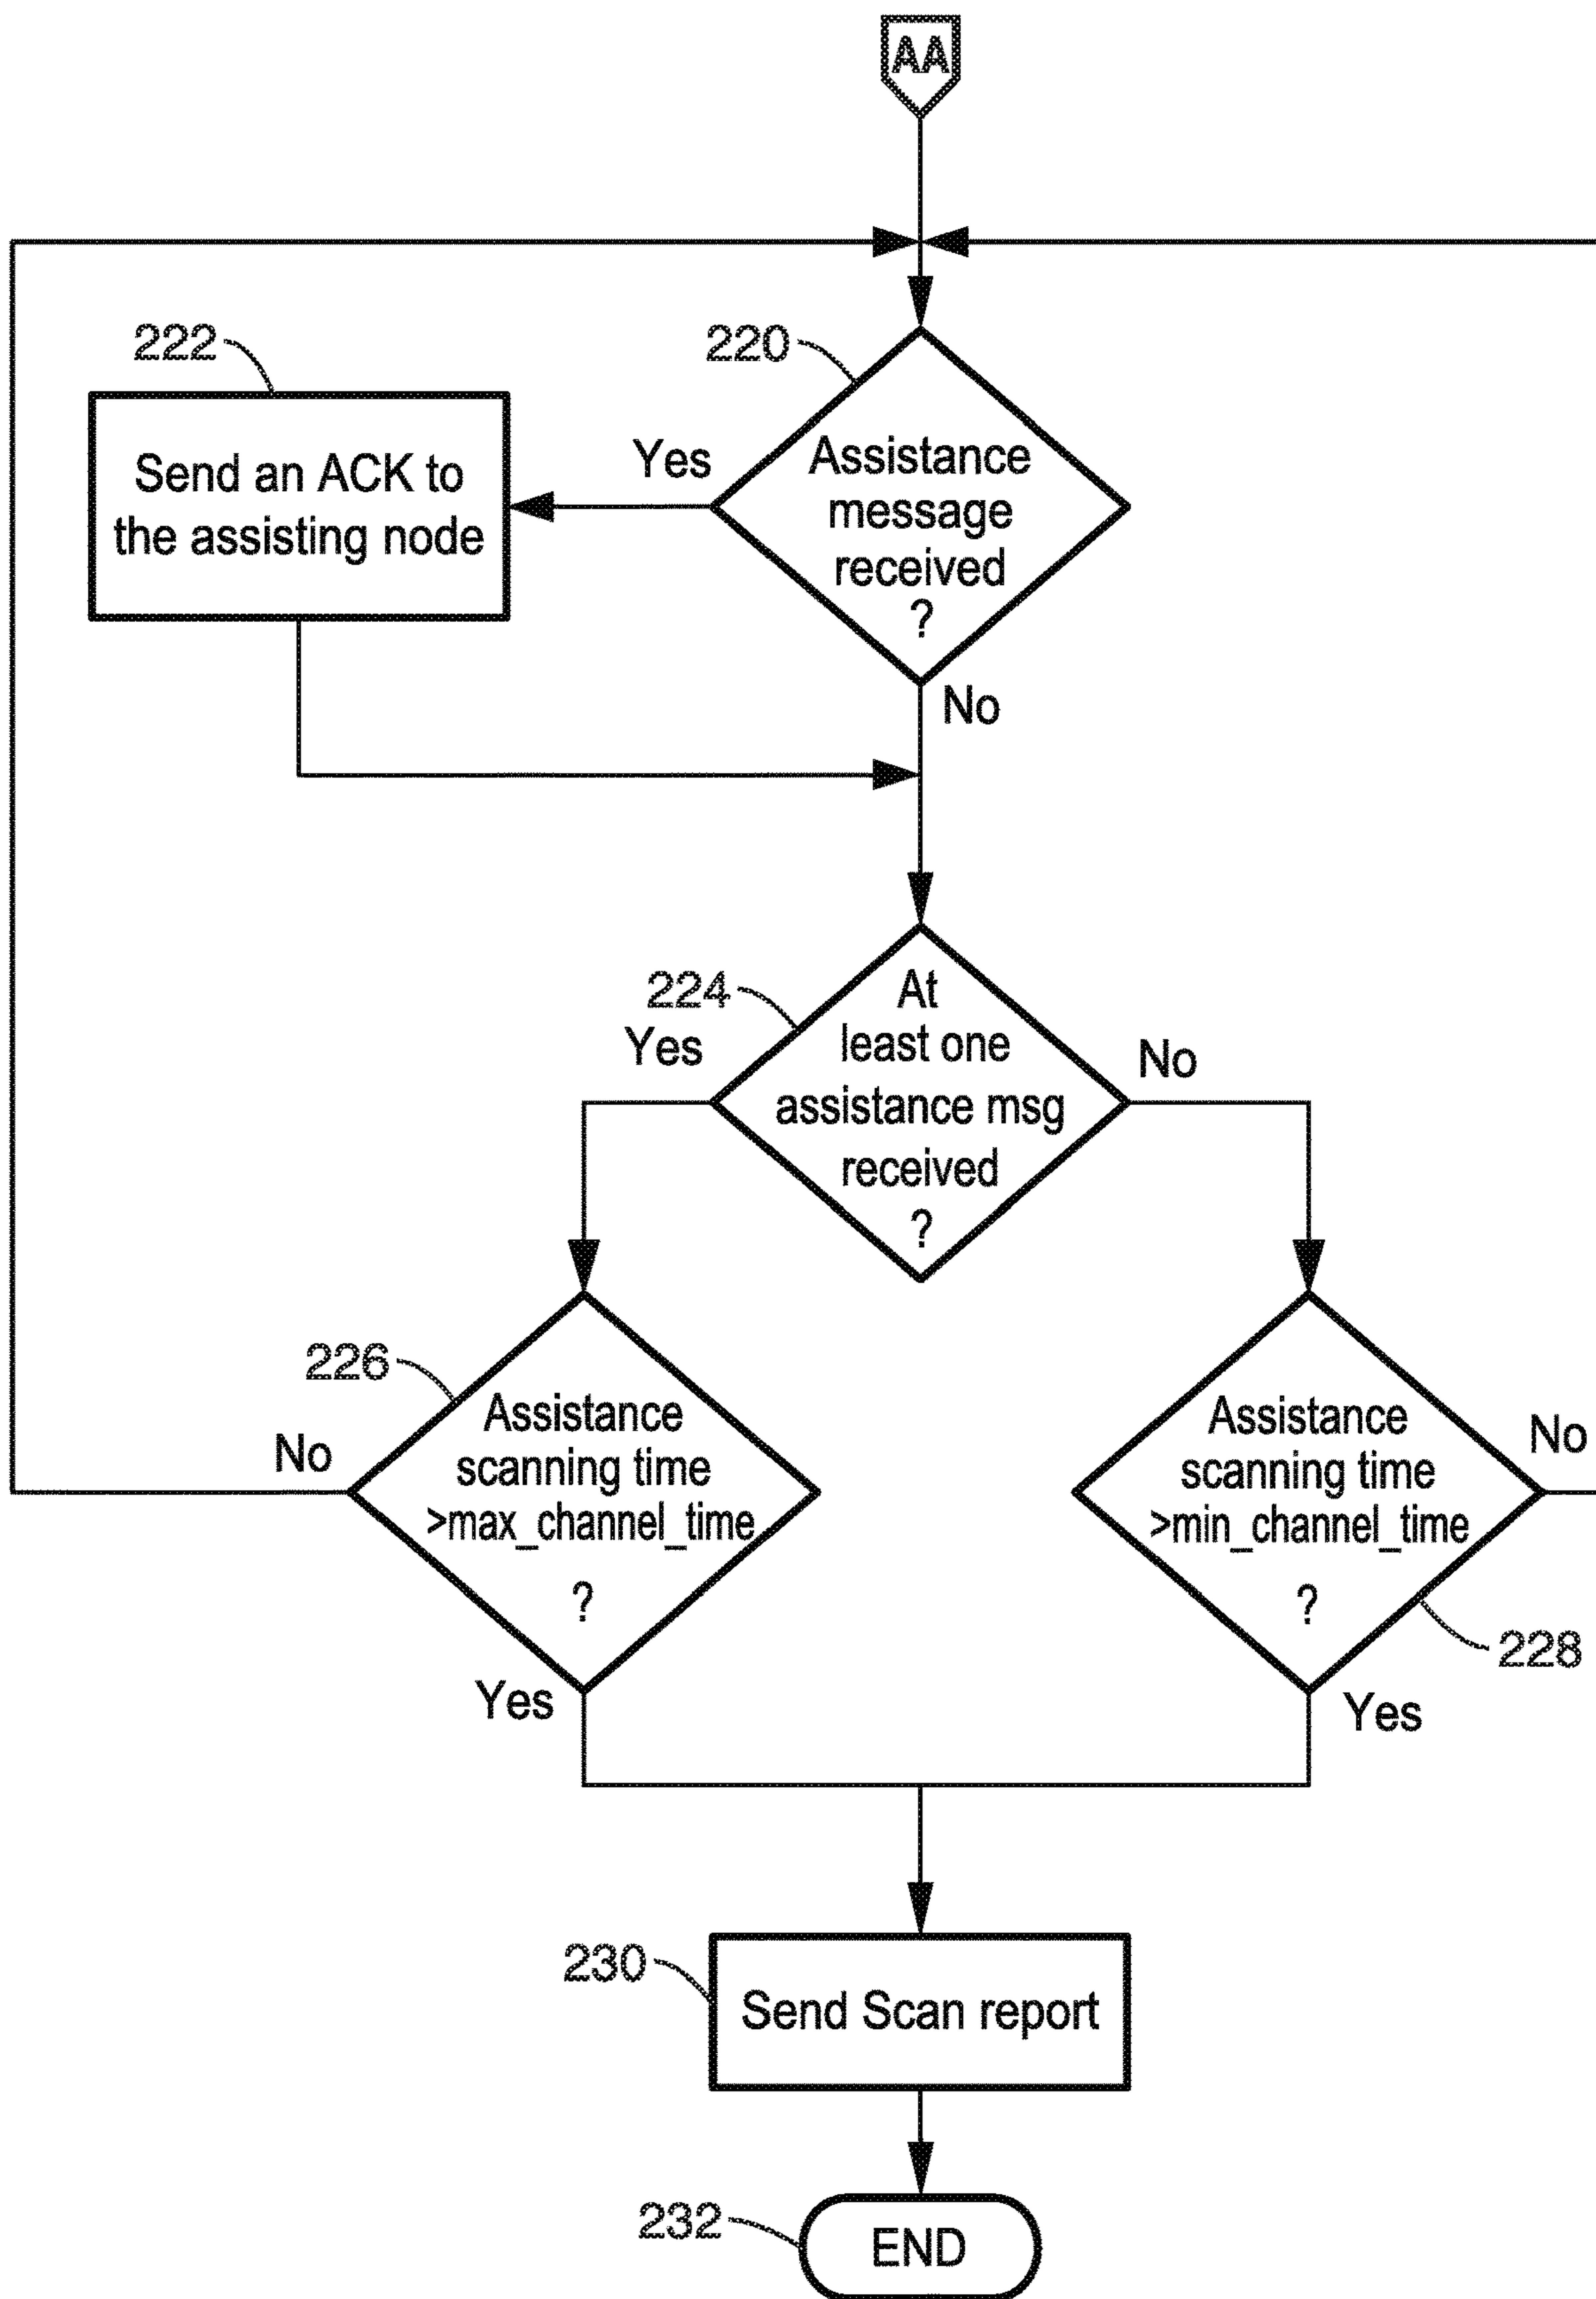 AA
222
220
Send an ACK to
the assisting node
Yes
Assistance
message
received
?
No
224
Yes
At
least one
assistance msg
received
?
No
226
No
Assistance
scanning time
>max_channel_time
?
Yes
Assistance
scanning time
>min_channel_time
?
No
228
Yes
230
Send Scan report
232
END